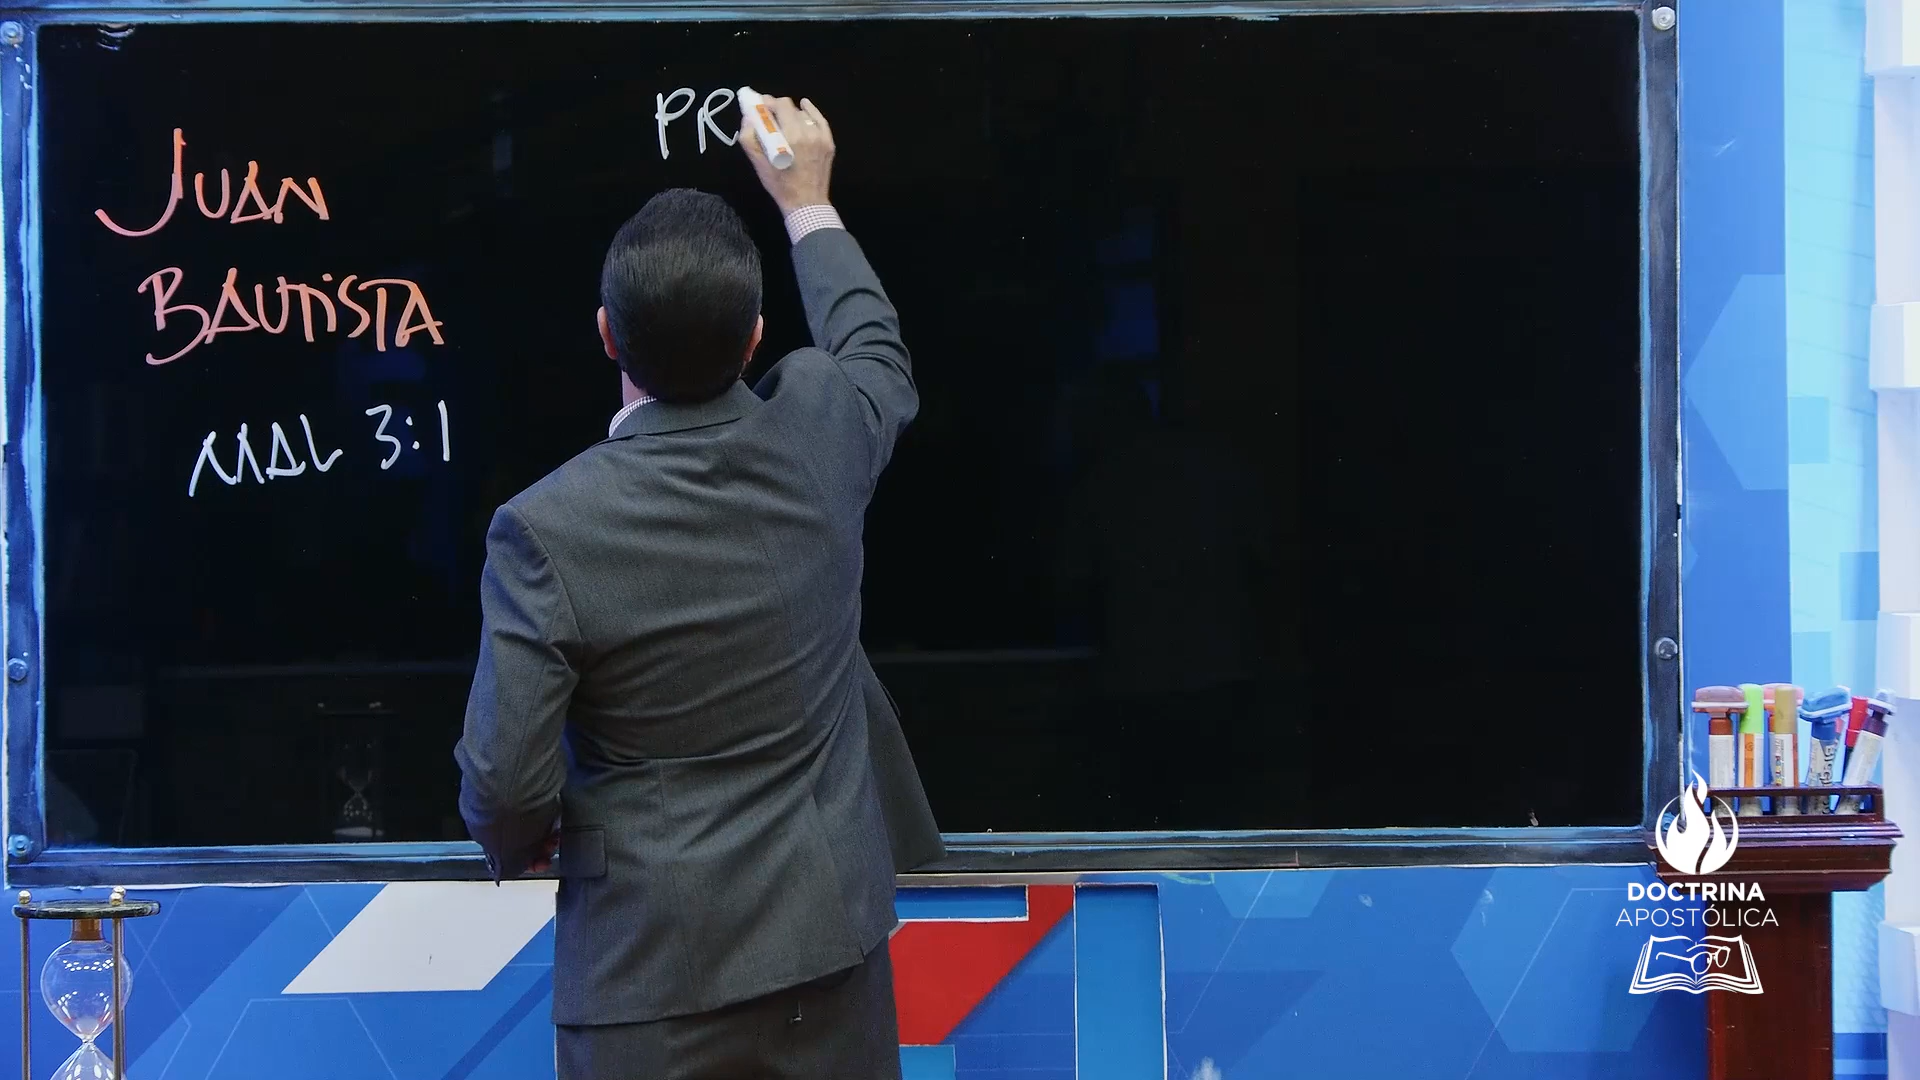 JUAN
BAUTISTA
MAL 3:1
PR
DOCTRINA
APOSTÓLICA